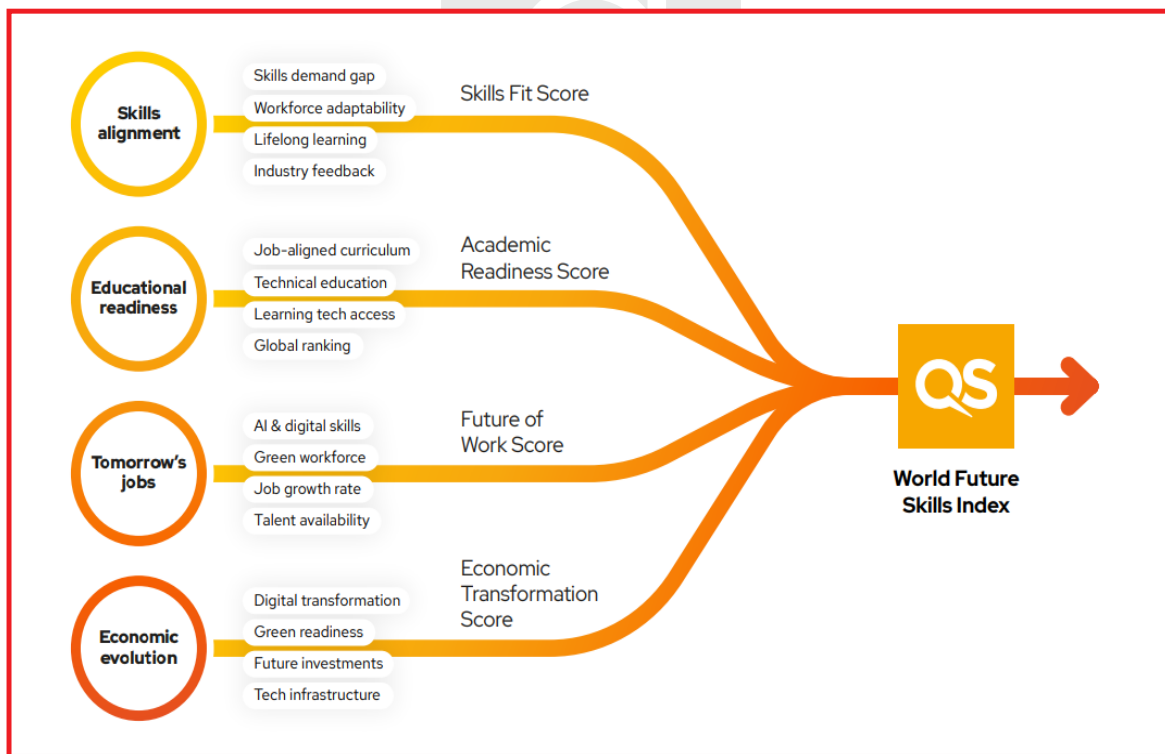 Skills
alignment
Skills demand gap
Workforce adaptability
Lifelong learning
Industry feedback
Skills Fit Score
Educational
readiness
Job-aligned curriculum
Technical education
Learning tech access
Global ranking
Academic
Readiness Score
Tomorrow's
jobs
AI & digital skills
Green workforce
Job growth rate
Talent availability
Future of
Work Score
Economic
evolution
Digital transformation
Green readiness
Future investments
Tech infrastructure
Economic
Transformation
Score
QS
World Future
Skills Index